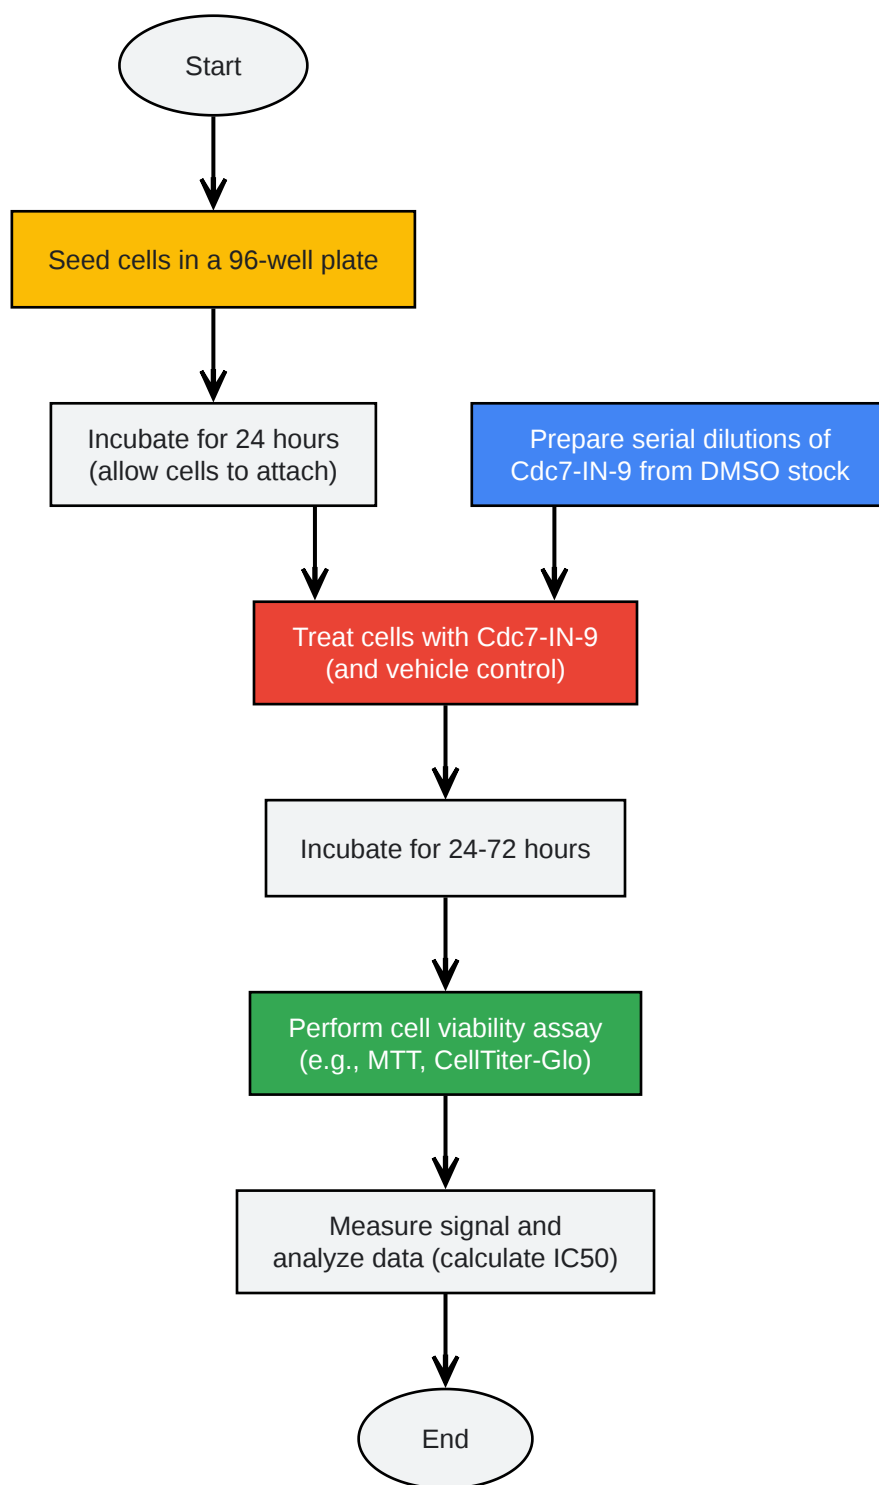 Start
Seed cells in a 96-well plate
Incubate for 24 hours
(allow cells to attach)
Prepare serial dilutions of
Cdc7-IN-9 from DMSO stock
Treat cells with Cdc7-IN-9
(and vehicle control)
Incubate for 24-72 hours
Perform cell viability assay
(e.g., MTT, CellTiter-Glo)
Measure signal and
analyze data (calculate IC50)
End